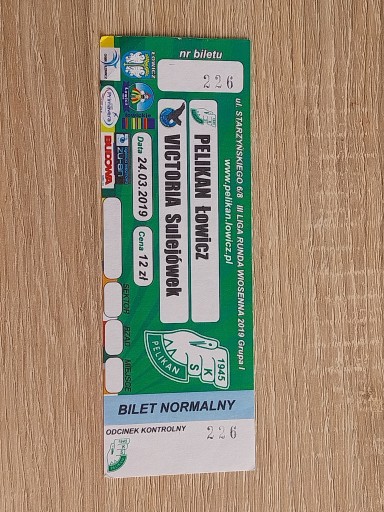 nr biletu
226
ul. STARZYŃSKIEGO 6/8 III LIGA RUNDA WIOSENNA 2019 Grupa I
www.pelikan.lowicz.pl
PELIKAN Łowicz
VICTORIA Sulejówek
Data 24.03.2019
Cena 12 zł
SEKTOR
RZĄD
MIEJSCE
BUDOWA
1945
K
S
PELIKAN
BILET NORMALNY
ODCINEK KONTROLNY
226